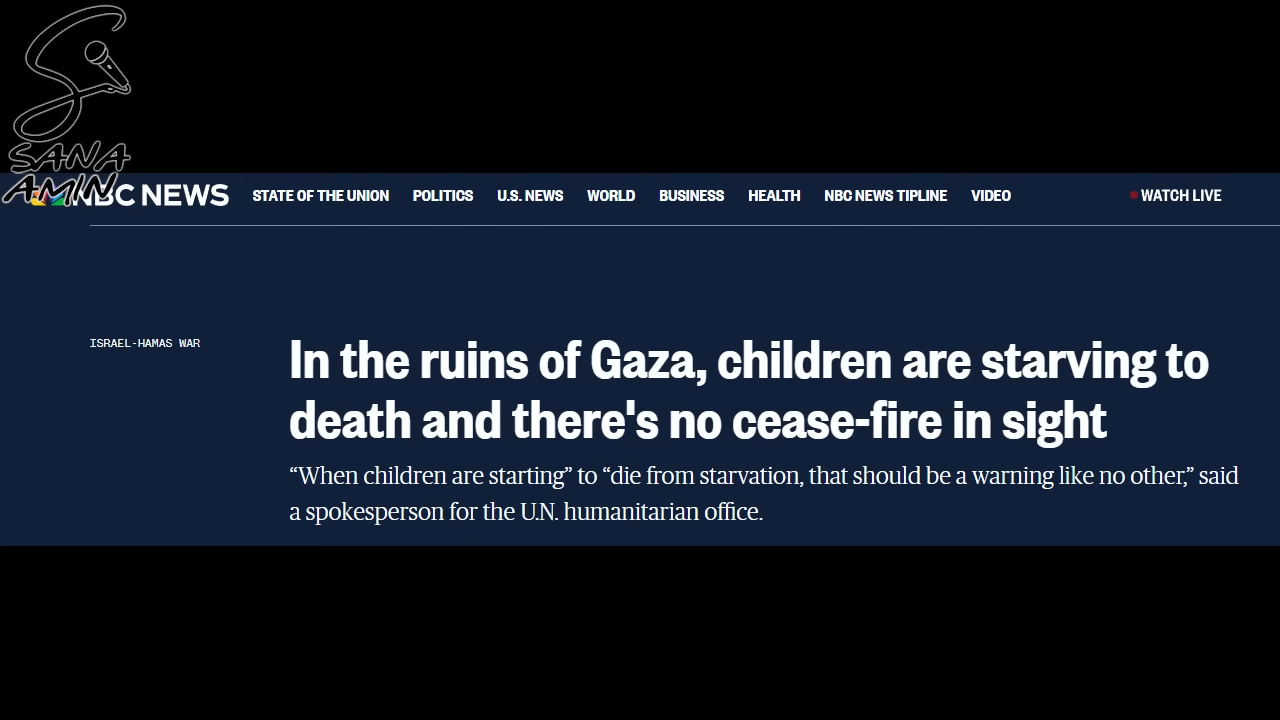 SANA
AMIN
NBC NEWS STATE OF THE UNION POLITICS U.S. NEWS WORLD BUSINESS HEALTH NBC NEWS TIPLINE VIDEO WATCH LIVE
ISRAEL-HAMAS WAR
In the ruins of Gaza, children are starving to
death and there's no cease-fire in sight
“When children are starting” to “die from starvation, that should be a warning like no other,” said
a spokesperson for the U.N. humanitarian office.